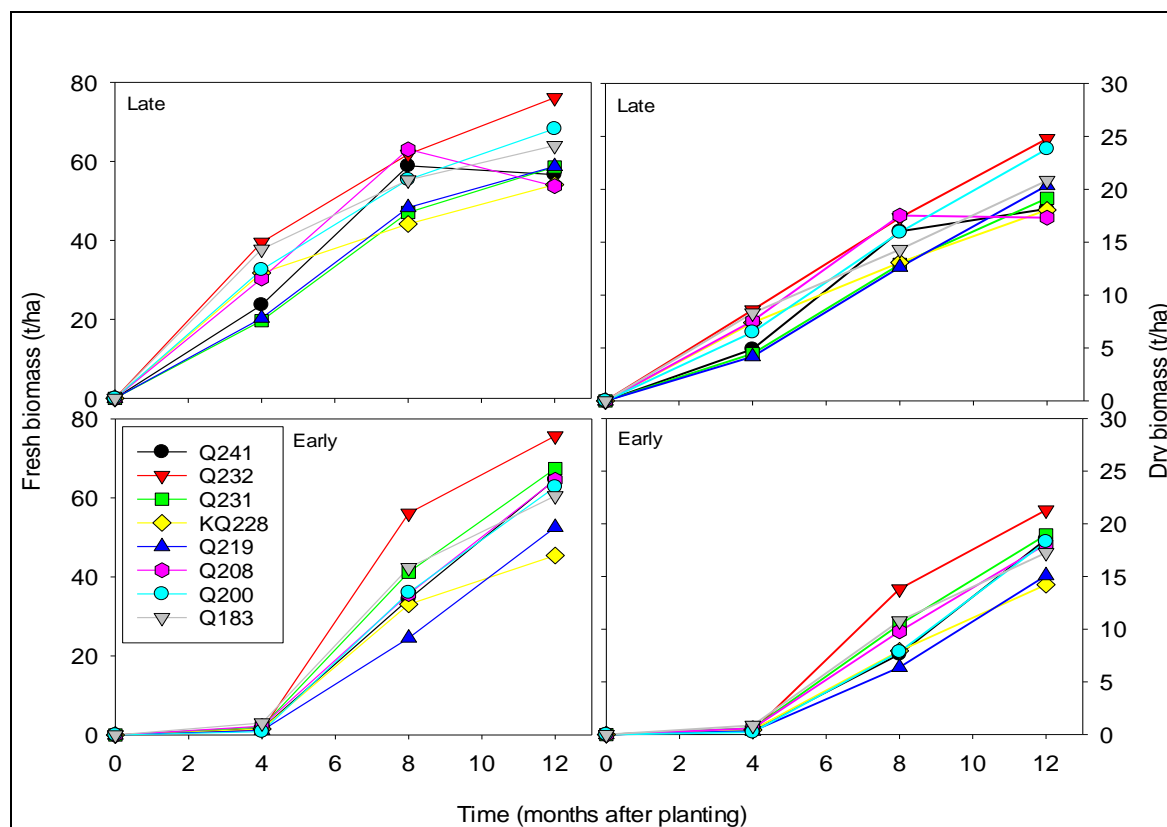 Late
Late
80
60
40
20
0
30
25
20
15
10
5
0
Fresh biomass (t/ha)
Dry biomass (t/ha)
Early
Early
80
60
40
20
0
30
25
20
15
10
5
0
Q241
Q232
Q231
KQ228
Q219
Q208
Q200
Q183
0 2 4 6 8 10 12
0 2 4 6 8 10 12
Time (months after planting)